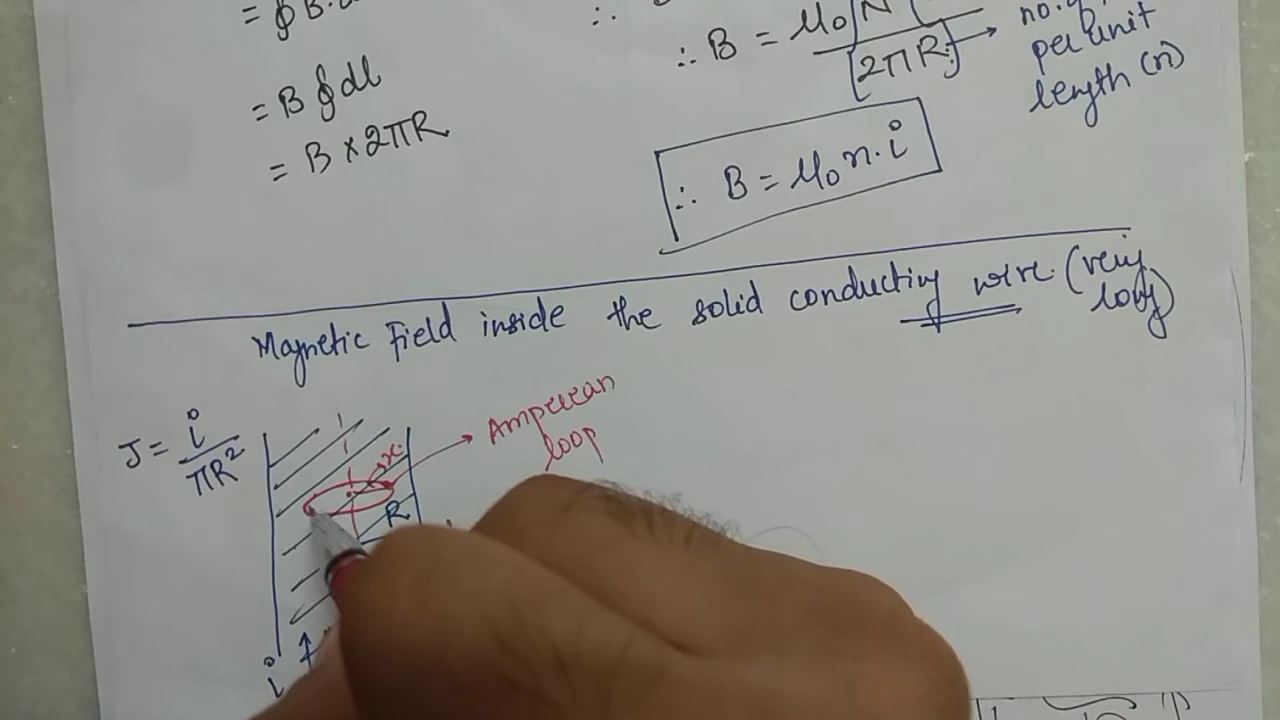 = ∮B.
= B ∮dl
= B × 2πR
∴
∴ B = μ₀N
[2πR]
per unit
length (n)
∴ B = μ₀ n. i
Magnetic Field inside the solid conducting wire. (very
long)
J = i
πR²
Amperean
loop
x
R
i